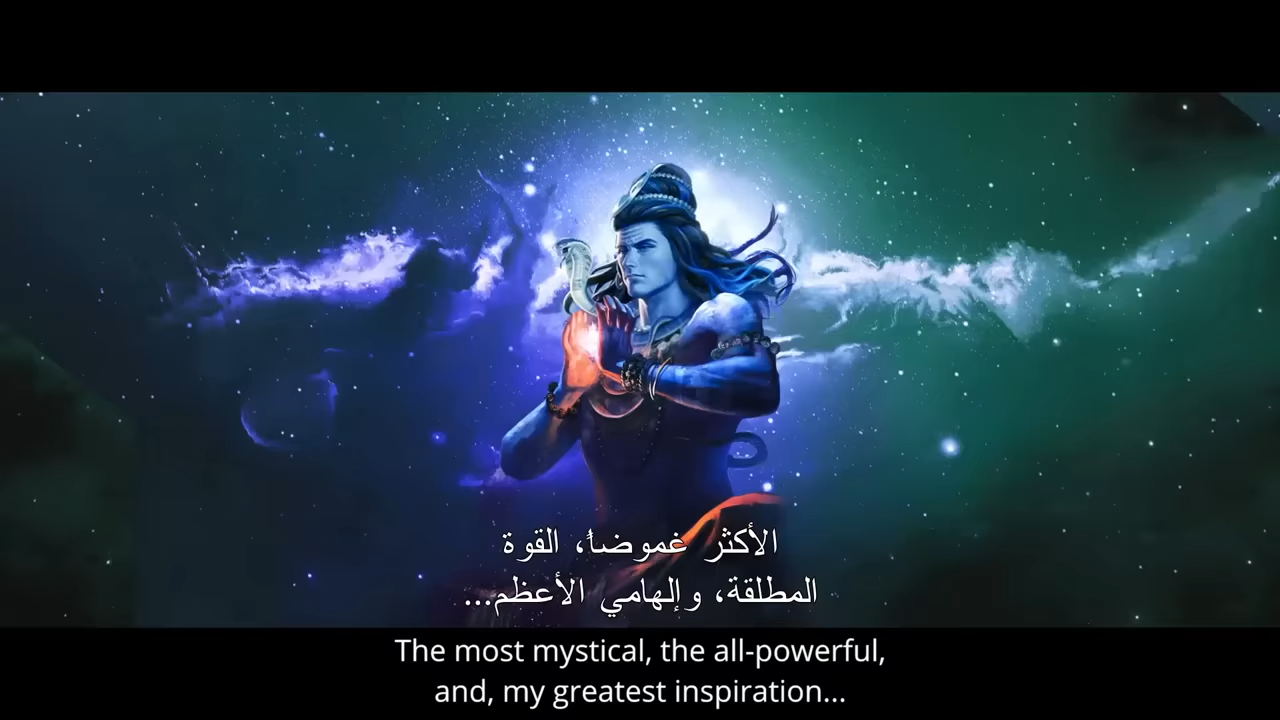 الأكثر غموضاً، القوة
المطلقة، وإلهامي الأعظم...
The most mystical, the all-powerful,
and, my greatest inspiration...